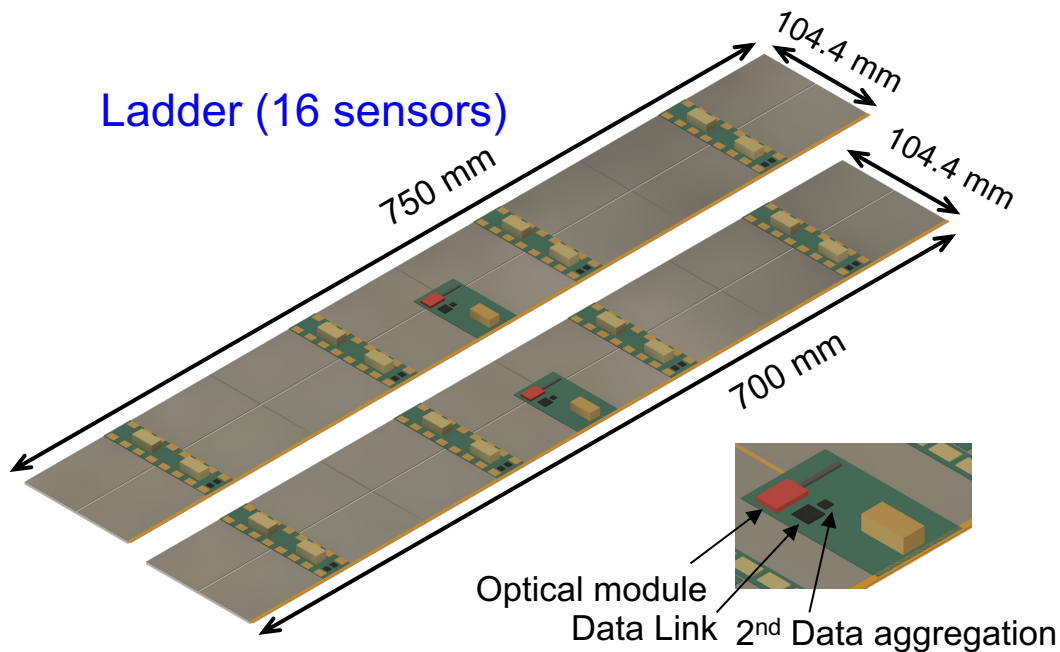 104.4 mm
Ladder (16 sensors)
750 mm
104.4 mm
700 mm
Optical module
Data Link
2nd Data aggregation